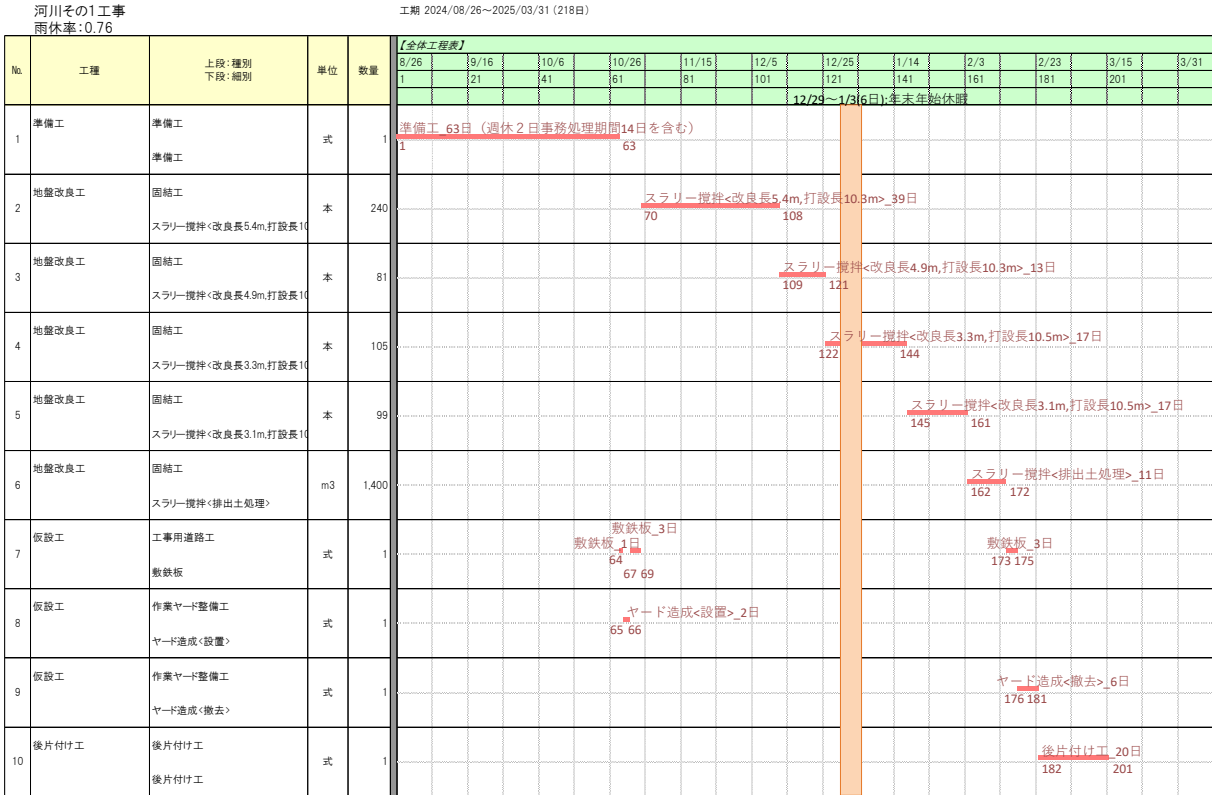 河川その1工事
工期 2024/08/26～2025/03/31 (218日)
雨休率：0.76
【全体工程表】
No. 工種 上段：種別 単位 数量
下段：細別
8/26 9/16 10/6 10/26 11/15 12/5 12/25 1/14 2/3 2/23 3/15 3/31
1 21 41 61 81 101 121 141 161 181 201
12/29～1/3(6日):年末年始休暇
1 準備工 準備工 式 1
準備工
準備工_63日（週休２日事務処理期間14日を含む）
1 63
2 地盤改良工 固結工 本 240
スラリー撹拌<改良長5.4m,打設長10
スラリー撹拌<改良長5.4m,打設長10.3m>_39日
70 108
3 地盤改良工 固結工 本 81
スラリー撹拌<改良長4.9m,打設長10
スラリー撹拌<改良長4.9m,打設長10.3m>_13日
109 121
4 地盤改良工 固結工 本 105
スラリー撹拌<改良長3.3m,打設長10
スラリー撹拌<改良長3.3m,打設長10.5m>_17日
122 144
5 地盤改良工 固結工 本 99
スラリー撹拌<改良長3.1m,打設長10
スラリー撹拌<改良長3.1m,打設長10.5m>_17日
145 161
6 地盤改良工 固結工 m3 1,400
スラリー撹拌<排出土処理>
スラリー撹拌<排出土処理>_11日
162 172
7 仮設工 工事用道路工 式 1
敷鉄板
敷鉄板_3日
敷鉄板_1日
敷鉄板_3日
64
67 69
173 175
8 仮設工 作業ヤード整備工 式 1
ヤード造成<設置>
ヤード造成<設置>_2日
65 66
9 仮設工 作業ヤード整備工 式 1
ヤード造成<撤去>
ヤード造成<撤去>_6日
176 181
10 後片付け工 後片付け工 式 1
後片付け工
後片付け工_20日
182 201